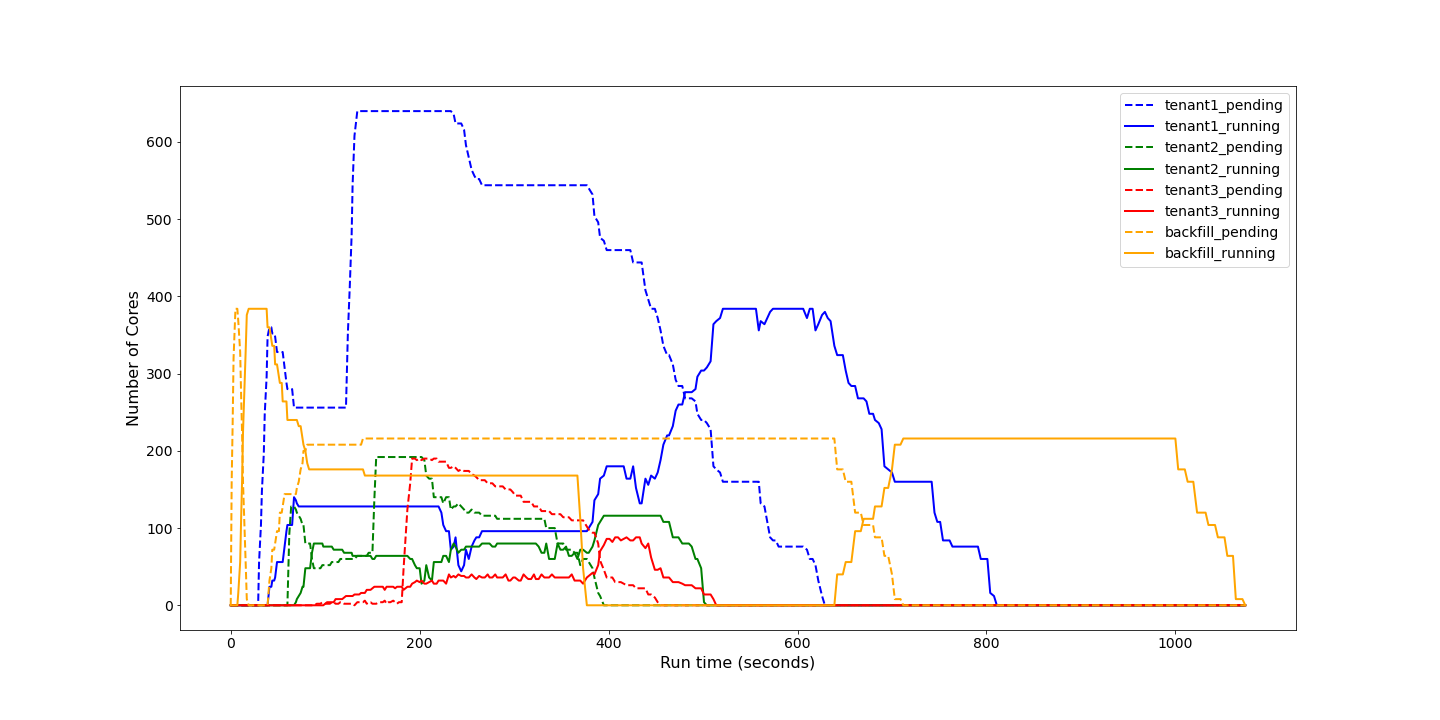 tenant1_pending
tenant1_running
tenant2_pending
tenant2_running
tenant3_pending
tenant3_running
backfill_pending
backfill_running
Number of Cores
600
500
400
300
200
100
0
0 200 400 600 800 1000
Run time (seconds)